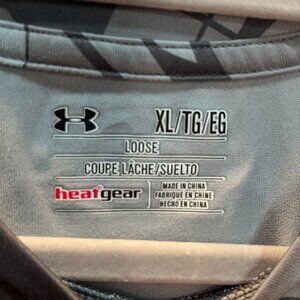 XL/TG/EG
LOOSE
COUPE LÂCHE/SUELTO
heatgear
MADE IN CHINA
FABRIQUÉ EN CHINE
HECHO EN CHINA